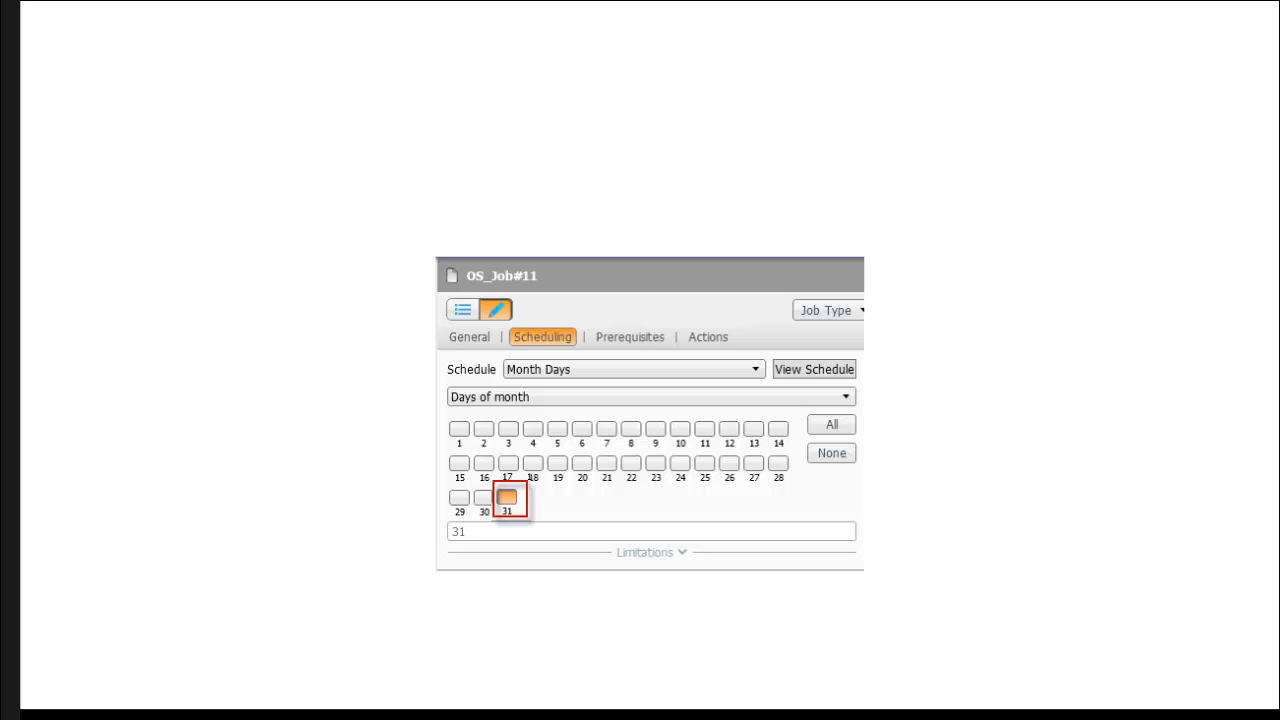 OS_Job#11
Job Type
General | Scheduling | Prerequisites | Actions
Schedule Month Days View Schedule
Days of month
All
1 2 3 4 5 6 7 8 9 10 11 12 13 14
None
15 16 17 18 19 20 21 22 23 24 25 26 27 28
29 30 31
31
Limitations